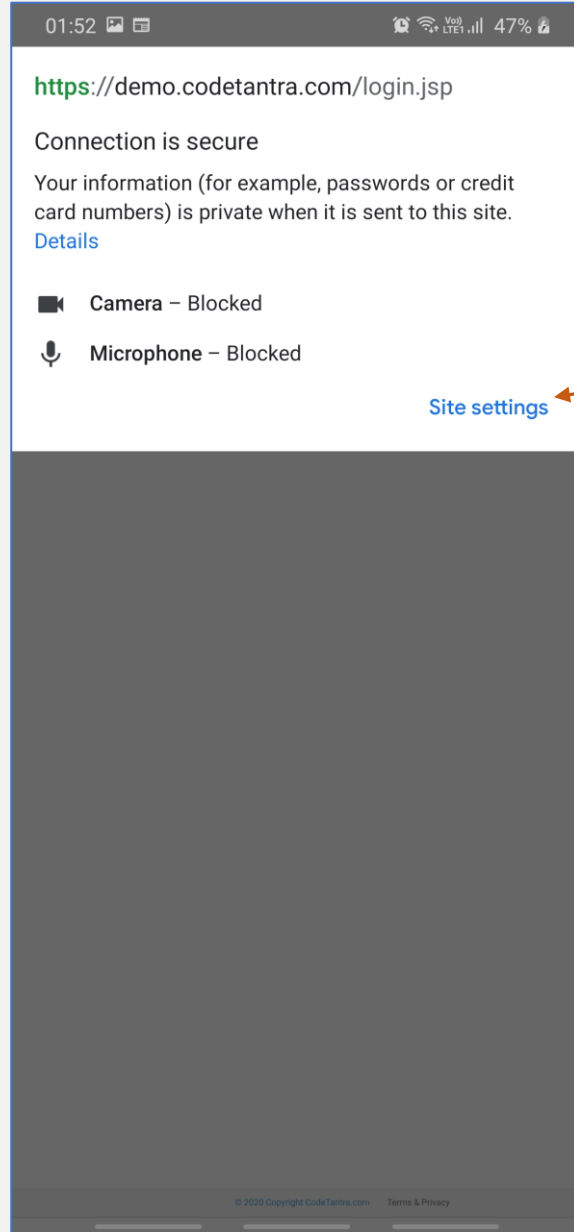 01:52 Vo)) LTE1 47%
https://demo.codetantra.com/login.jsp
Connection is secure
Your information (for example, passwords or credit
card numbers) is private when it is sent to this site.
Details
Camera – Blocked
Microphone – Blocked
Site settings
© 2020 Copyright CodeTantra.com Terms & Privacy